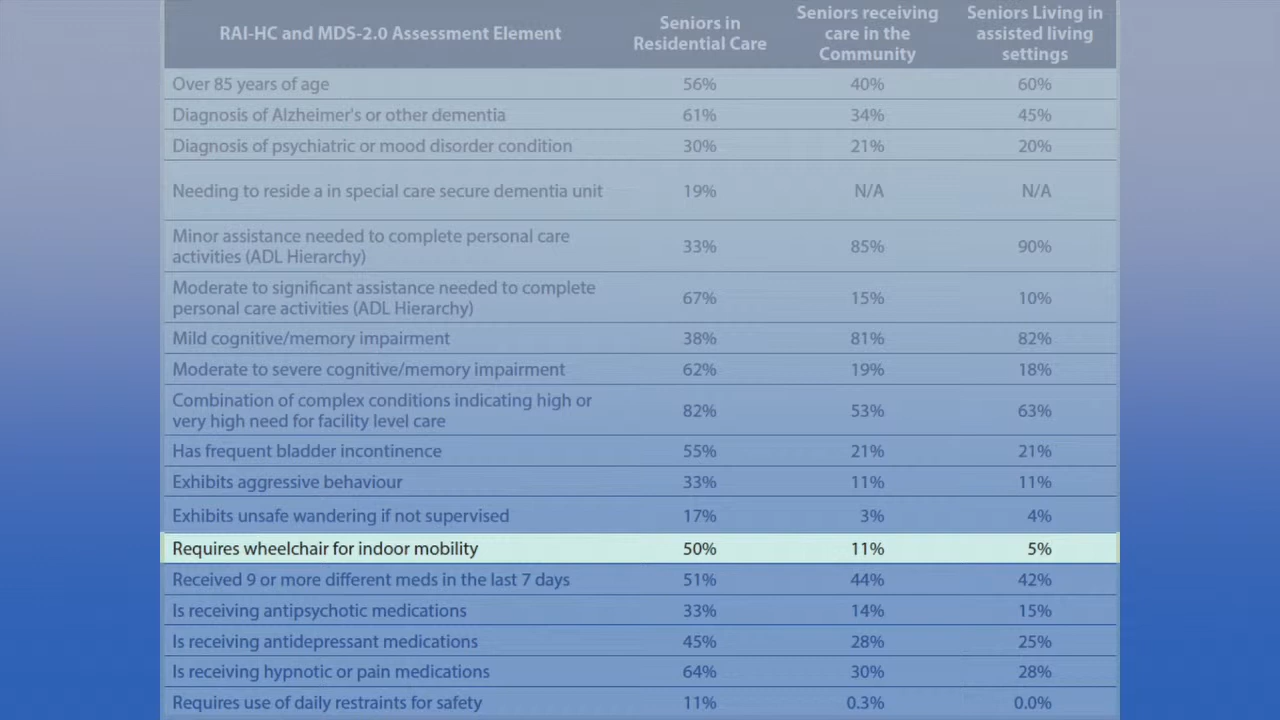 RAI-HC and MDS-2.0 Assessment Element Seniors in Residential Care Seniors receiving care in the Community Seniors Living in assisted living settings
Over 85 years of age 56% 40% 60%
Diagnosis of Alzheimer's or other dementia 61% 34% 45%
Diagnosis of psychiatric or mood disorder condition 30% 21% 20%
Needing to reside a in special care secure dementia unit 19% N/A N/A
Minor assistance needed to complete personal care
activities (ADL Hierarchy) 33% 85% 90%
Moderate to significant assistance needed to complete
personal care activities (ADL Hierarchy) 67% 15% 10%
Mild cognitive/memory impairment 38% 81% 82%
Moderate to severe cognitive/memory impairment 62% 19% 18%
Combination of complex conditions indicating high or
very high need for facility level care 82% 53% 63%
Has frequent bladder incontinence 55% 21% 21%
Exhibits aggressive behaviour 33% 11% 11%
Exhibits unsafe wandering if not supervised 17% 3% 4%
Requires wheelchair for indoor mobility 50% 11% 5%
Received 9 or more different meds in the last 7 days 51% 44% 42%
Is receiving antipsychotic medications 33% 14% 15%
Is receiving antidepressant medications 45% 28% 25%
Is receiving hypnotic or pain medications 64% 30% 28%
Requires use of daily restraints for safety 11% 0.3% 0.0%